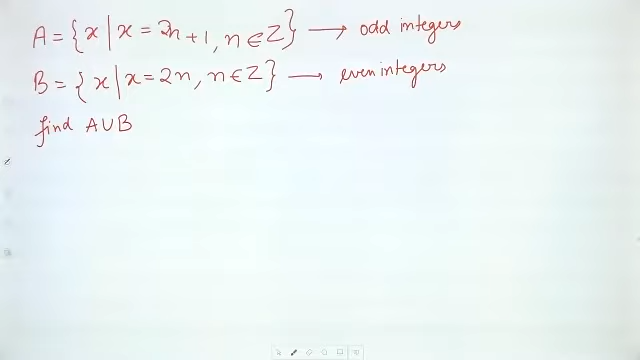 A = { x | x = 2n + 1, n ∈ Z } → odd integers
B = { x | x = 2n, n ∈ Z } → even integers
find A ∪ B